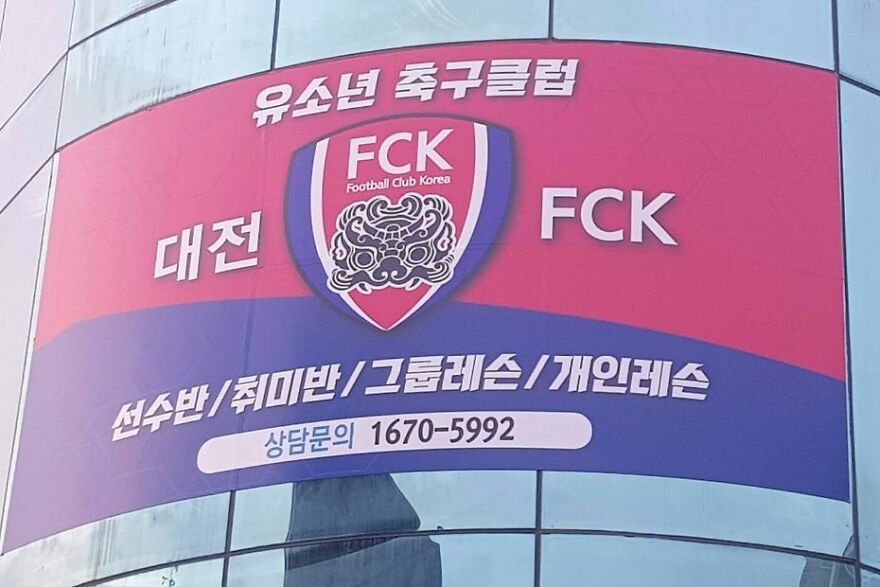 유소년 축구클럽
FCK
Football Club Korea
대전
FCK
선수반/취미반/그룹레슨/개인레슨
상담문의 1670-5992